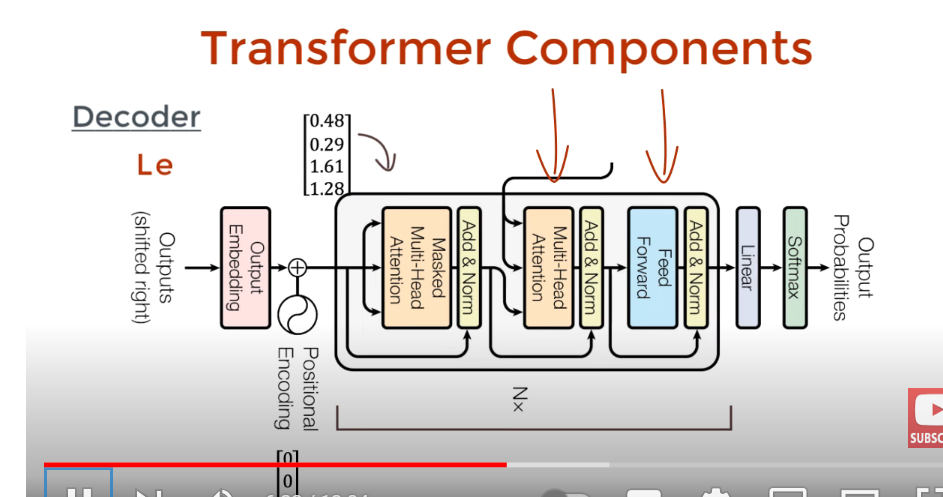 Transformer Components
Decoder
Le
[0.48]
0.29
1.61
[1.28]
Outputs
(shifted right)
Output
Embedding
Positional
Encoding
Masked
Multi-Head
Attention
Add & Norm
Multi-Head
Attention
Add & Norm
Feed
Forward
Add & Norm
Linear
Softmax
Output
Probabilities
Nx
[0]
0